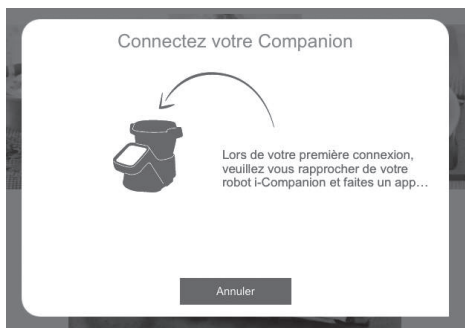 Connectez votre Companion
Lors de votre première connexion,
veuillez vous rapprocher de votre
robot i-Companion et faites un app…
Annuler